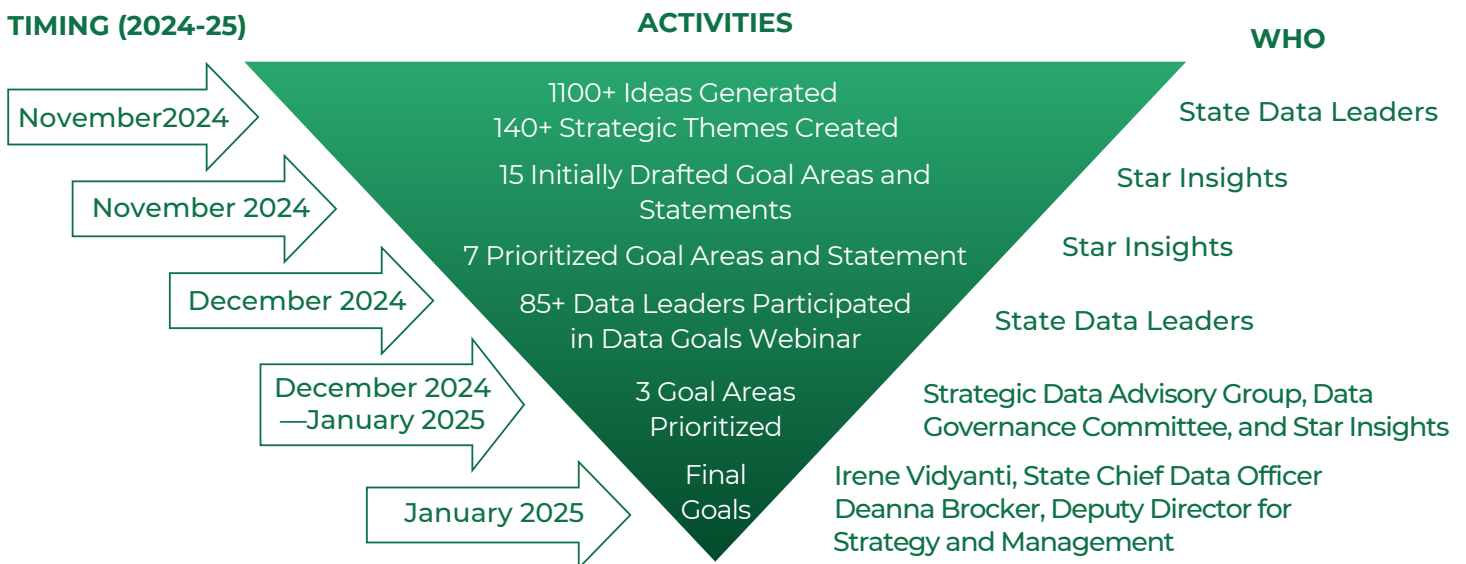 TIMING (2024-25)
ACTIVITIES
WHO
November2024
1100+ Ideas Generated
140+ Strategic Themes Created
State Data Leaders
November 2024
15 Initially Drafted Goal Areas and
Statements
Star Insights
7 Prioritized Goal Areas and Statement
Star Insights
December 2024
85+ Data Leaders Participated
in Data Goals Webinar
State Data Leaders
December 2024
—January 2025
3 Goal Areas
Prioritized
Strategic Data Advisory Group, Data
Governance Committee, and Star Insights
January 2025
Final
Goals
Irene Vidyanti, State Chief Data Officer
Deanna Brocker, Deputy Director for
Strategy and Management